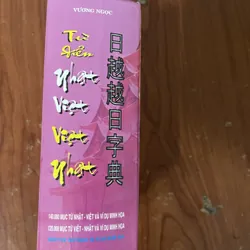 VƯƠNG NGỌC
Từ điển
Nhật
Việt
Việt
Nhật
日越越日字典
MỤC TỪ NHẬT - VIỆT VÀ VÍ DỤ MINH HỌA
MỤC TỪ VIỆT - NHẬT VÀ VÍ DỤ MINH HỌA